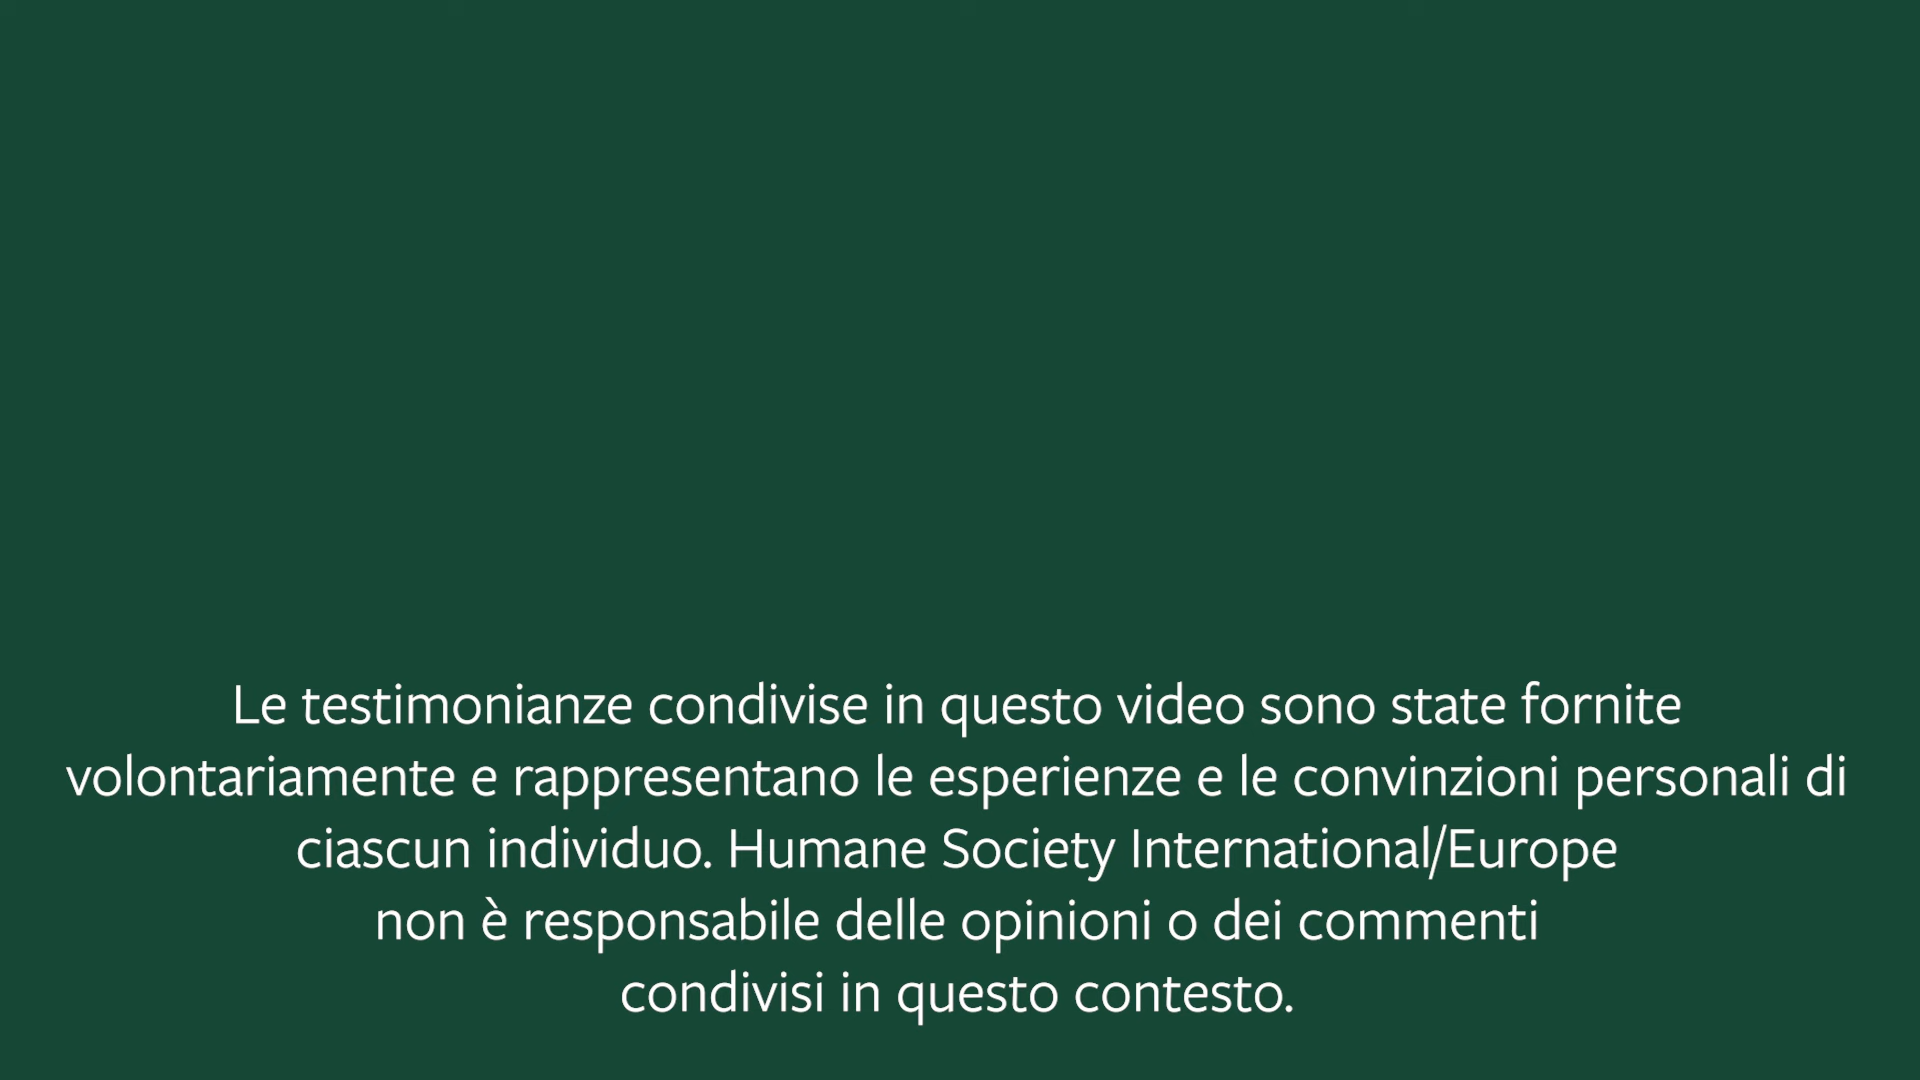 Le testimonianze condivise in questo video sono state fornite
volontariamente e rappresentano le esperienze e le convinzioni personali di
ciascun individuo. Humane Society International/Europe
non è responsabile delle opinioni o dei commenti
condivisi in questo contesto.